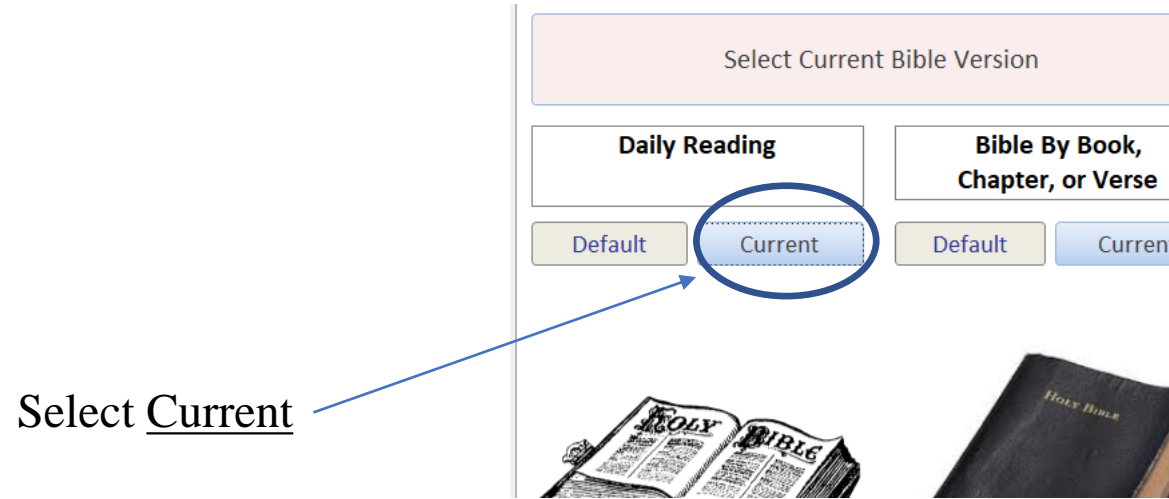 Select Current Bible Version
Daily Reading
Bible By Book,
Chapter, or Verse
Default
Current
Default
Curren
Select Current
HOLY BIBLE
HOLY BIBLE